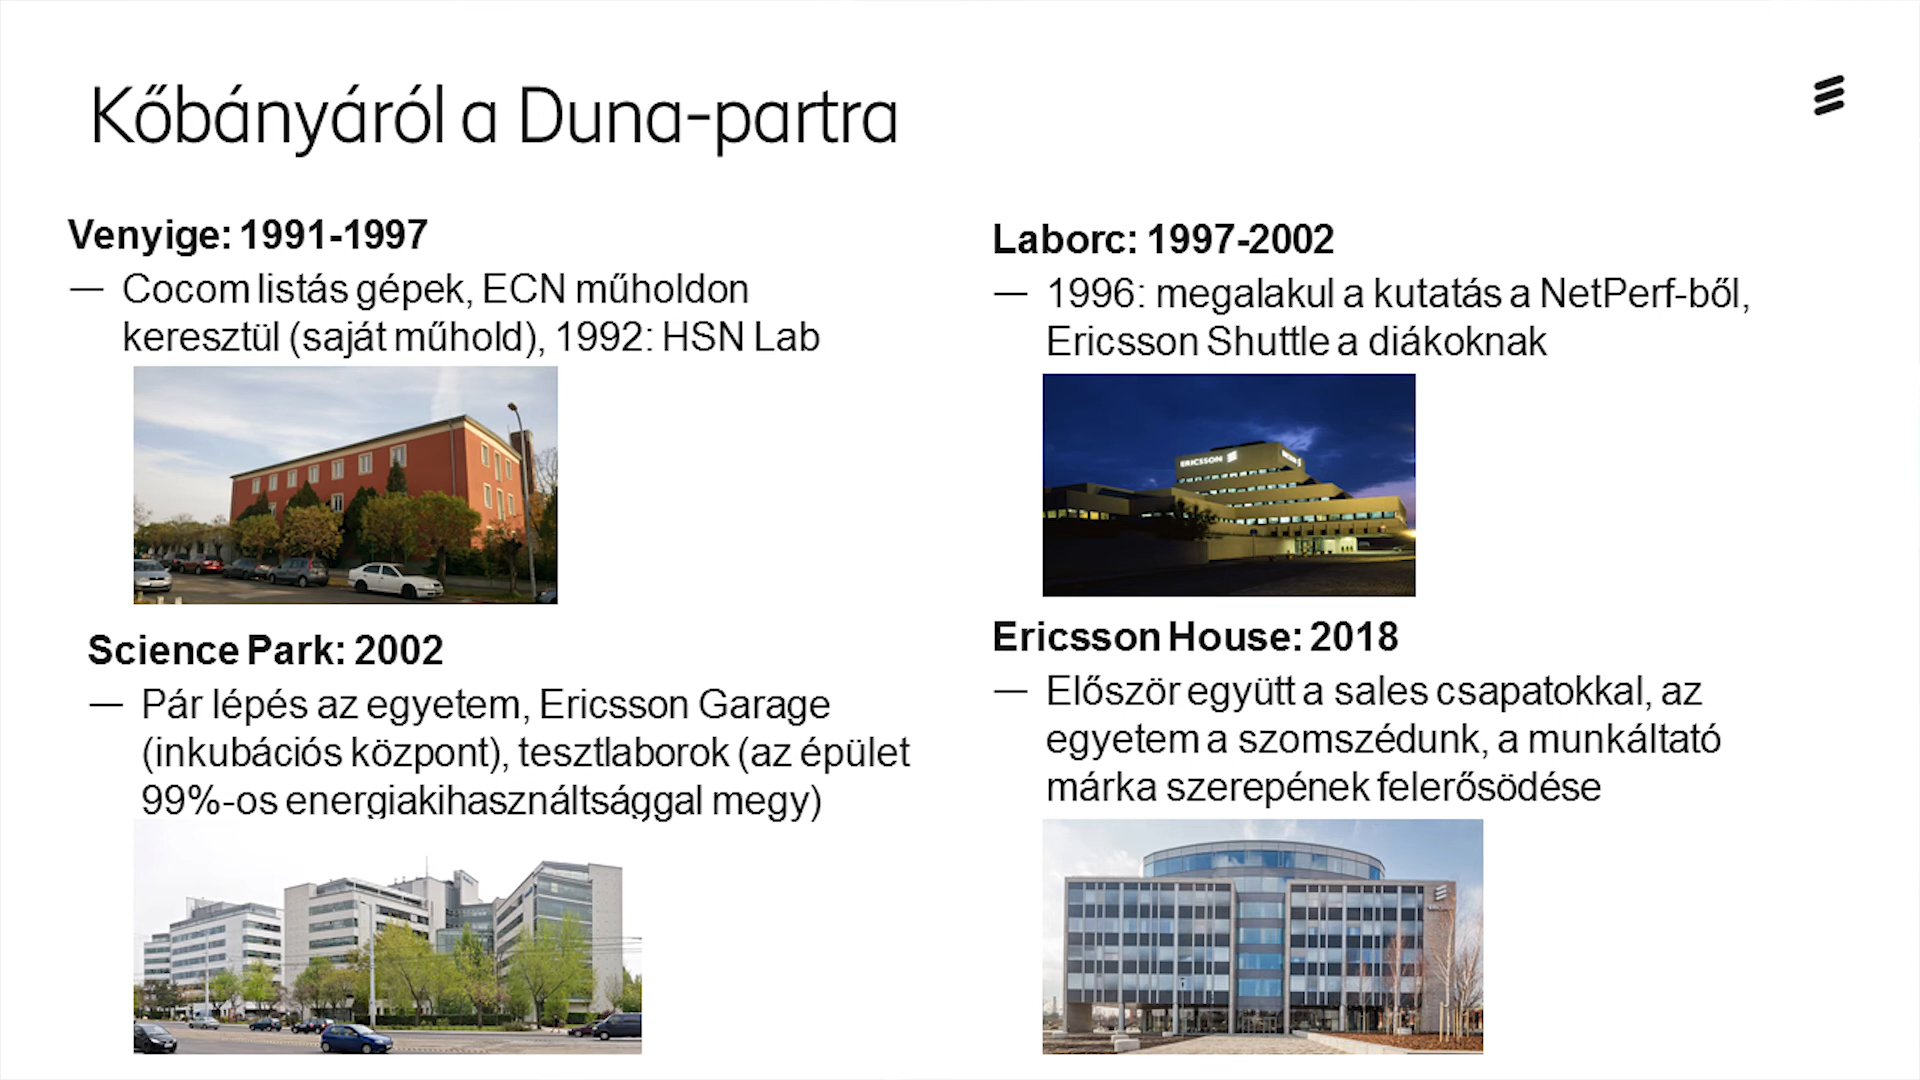 Kőbányáról a Duna-partra
Venyige: 1991-1997
— Cocom listás gépek, ECN műholdon
keresztül (saját műhold), 1992: HSN Lab
Laborc: 1997-2002
— 1996: megalakul a kutatás a NetPerf-ből,
Ericsson Shuttle a diákoknak
ERICSSON
Science Park: 2002
— Pár lépés az egyetem, Ericsson Garage
(inkubációs központ), tesztlaborok (az épület
99%-os energiakihasználtsággal megy)
Ericsson House: 2018
— Először együtt a sales csapatokkal, az
egyetem a szomszédunk, a munkáltató
márka szerepének felerősödése